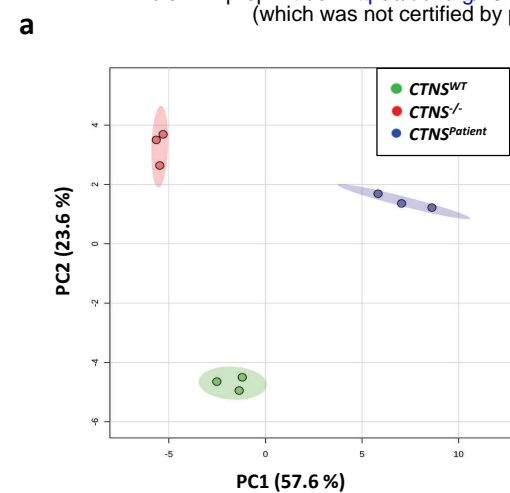 (which was not certified by p
a
CTNS^WT
CTNS^-/-
CTNS^Patient
4
2
0
-2
-4
-6
PC2 (23.6 %)
-5
0
5
10
PC1 (57.6 %)